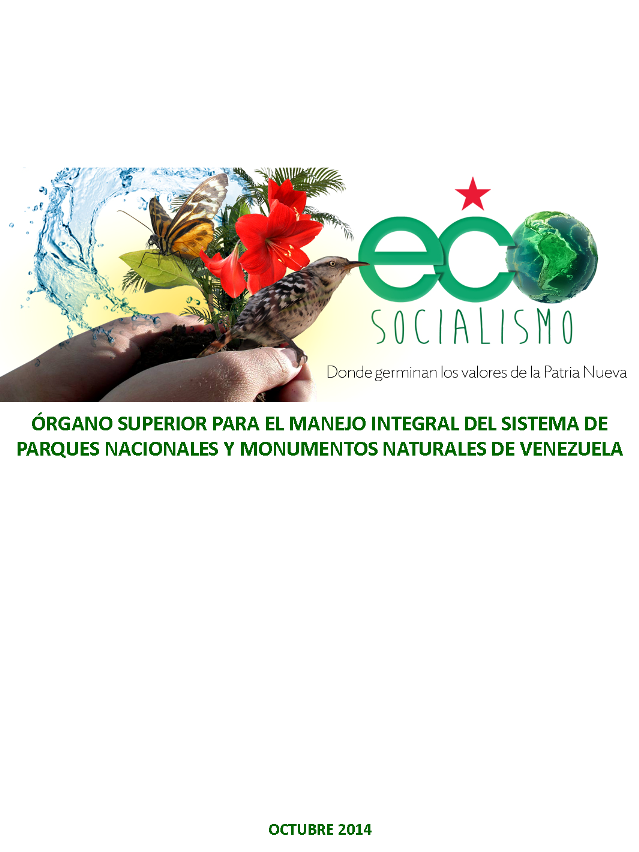 eco
SOCIALISMO
Donde germinan los valores de la Patria Nueva
ÓRGANO SUPERIOR PARA EL MANEJO INTEGRAL DEL SISTEMA DE
PARQUES NACIONALES Y MONUMENTOS NATURALES DE VENEZUELA
OCTUBRE 2014